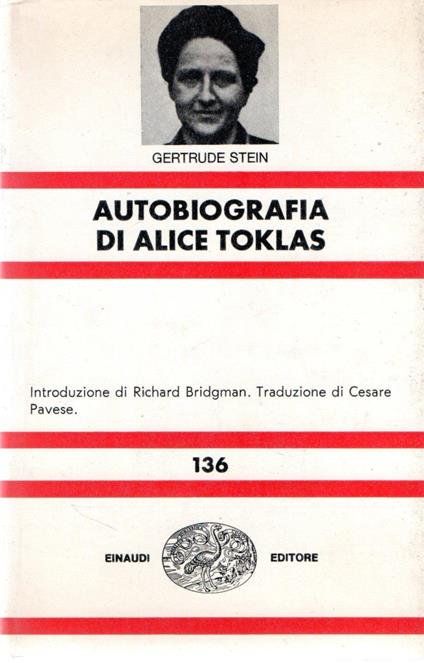 GERTRUDE STEIN
AUTOBIOGRAFIA
DI ALICE TOKLAS
Introduzione di Richard Bridgman. Traduzione di Cesare
Pavese.
136
EINAUDI EDITORE